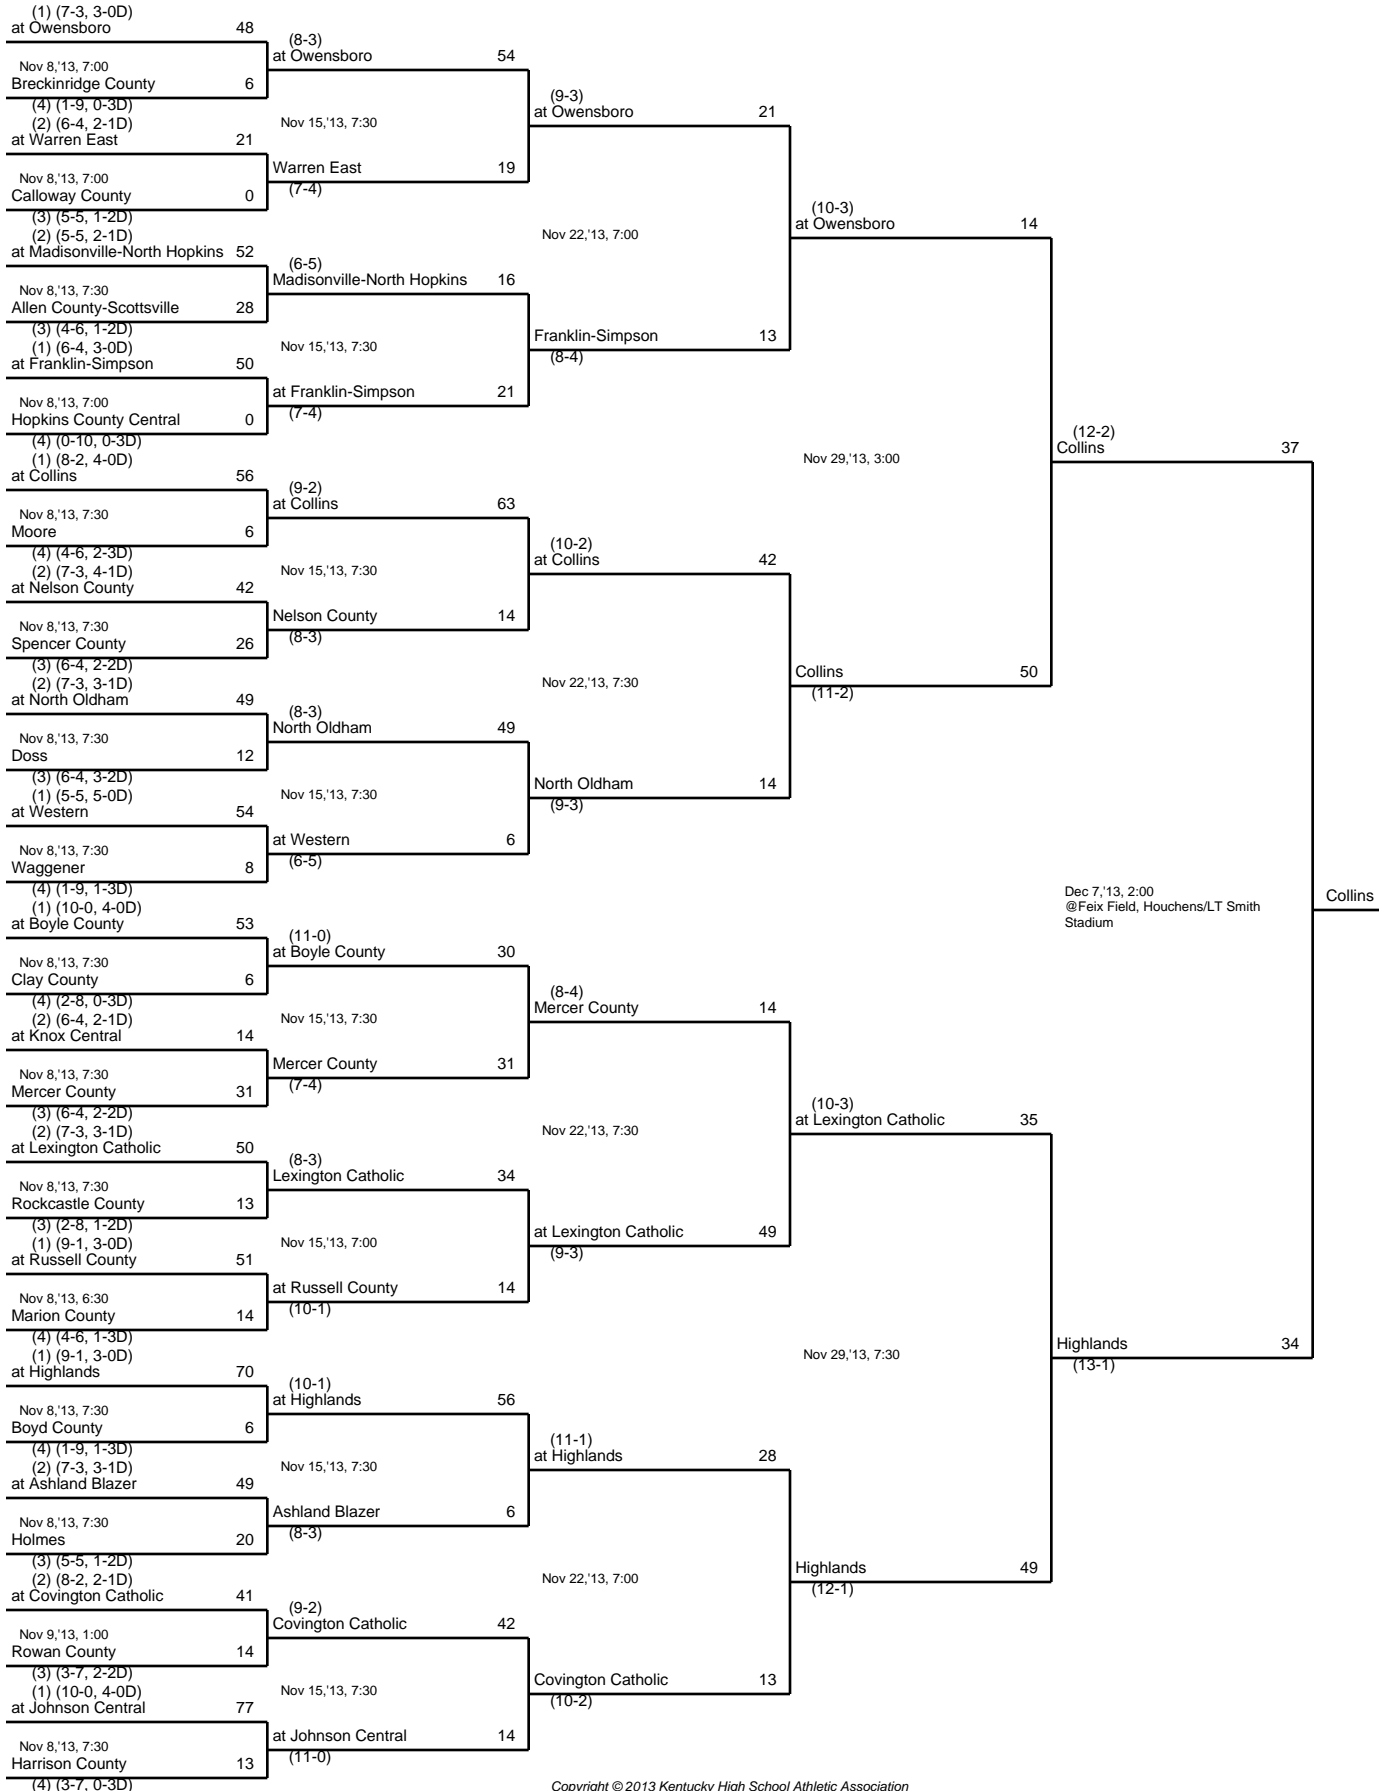 (1) (7-3, 3-0D)
at Owensboro 48
Nov 8,'13, 7:00
Breckinridge County 6
(4) (1-9, 0-3D)
(2) (6-4, 2-1D)
at Warren East 21
Nov 8,'13, 7:00
Calloway County 0
(3) (5-5, 1-2D)
(2) (5-5, 2-1D)
at Madisonville-North Hopkins 52
Nov 8,'13, 7:30
Allen County-Scottsville 28
(3) (4-6, 1-2D)
(1) (6-4, 3-0D)
at Franklin-Simpson 50
Nov 8,'13, 7:00
Hopkins County Central 0
(4) (0-10, 0-3D)
(1) (8-2, 4-0D)
at Collins 56
Nov 8,'13, 7:30
Moore 6
(4) (4-6, 2-3D)
(2) (7-3, 4-1D)
at Nelson County 42
Nov 8,'13, 7:30
Spencer County 26
(3) (6-4, 2-2D)
(2) (7-3, 3-1D)
at North Oldham 49
Nov 8,'13, 7:30
Doss 12
(3) (6-4, 3-2D)
(1) (5-5, 5-0D)
at Western 54
Nov 8,'13, 7:30
Waggener 8
(4) (1-9, 1-3D)
(1) (10-0, 4-0D)
at Boyle County 53
Nov 8,'13, 7:30
Clay County 6
(4) (2-8, 0-3D)
(2) (6-4, 2-1D)
at Knox Central 14
Nov 8,'13, 7:30
Mercer County 31
(3) (6-4, 2-2D)
(2) (7-3, 3-1D)
at Lexington Catholic 50
Nov 8,'13, 7:30
Rockcastle County 13
(3) (2-8, 1-2D)
(1) (9-1, 3-0D)
at Russell County 51
Nov 8,'13, 6:30
Marion County 14
(4) (4-6, 1-3D)
(1) (9-1, 3-0D)
at Highlands 70
Nov 8,'13, 7:30
Boyd County 6
(4) (1-9, 1-3D)
(2) (7-3, 3-1D)
at Ashland Blazer 49
Nov 8,'13, 7:30
Holmes 20
(3) (5-5, 1-2D)
(2) (8-2, 2-1D)
at Covington Catholic 41
Nov 9,'13, 1:00
Rowan County 14
(3) (3-7, 2-2D)
(1) (10-0, 4-0D)
at Johnson Central 77
Nov 8,'13, 7:30
Harrison County 13
(4) (3-7, 0-3D)
(8-3)
at Owensboro 54
Nov 15,'13, 7:30
Warren East 19
(7-4)
(6-5)
Madisonville-North Hopkins 16
Nov 15,'13, 7:30
at Franklin-Simpson 21
(7-4)
(9-2)
at Collins 63
Nov 15,'13, 7:30
Nelson County 14
(8-3)
(8-3)
North Oldham 49
Nov 15,'13, 7:30
at Western 6
(6-5)
(11-0)
at Boyle County 30
Nov 15,'13, 7:30
Mercer County 31
(7-4)
(8-3)
Lexington Catholic 34
Nov 15,'13, 7:00
at Russell County 14
(10-1)
(10-1)
at Highlands 56
Nov 15,'13, 7:30
Ashland Blazer 6
(8-3)
(9-2)
Covington Catholic 42
Nov 15,'13, 7:30
at Johnson Central 14
(11-0)
(9-3)
at Owensboro 21
Nov 22,'13, 7:00
Franklin-Simpson 13
(8-4)
(10-2)
at Collins 42
Nov 22,'13, 7:30
North Oldham 14
(9-3)
(8-4)
Mercer County 14
Nov 22,'13, 7:30
at Lexington Catholic 49
(9-3)
(11-1)
at Highlands 28
Nov 22,'13, 7:00
Covington Catholic 13
(10-2)
(10-3)
at Owensboro 14
Nov 29,'13, 3:00
Collins 50
(11-2)
(10-3)
at Lexington Catholic 35
Nov 29,'13, 7:30
Highlands 49
(12-1)
(12-2)
Collins 37
Dec 7,'13, 2:00
@Feix Field, Houchens/LT Smith
Stadium
Highlands 34
(13-1)
Collins
Copyright © 2013 Kentucky High School Athletic Association